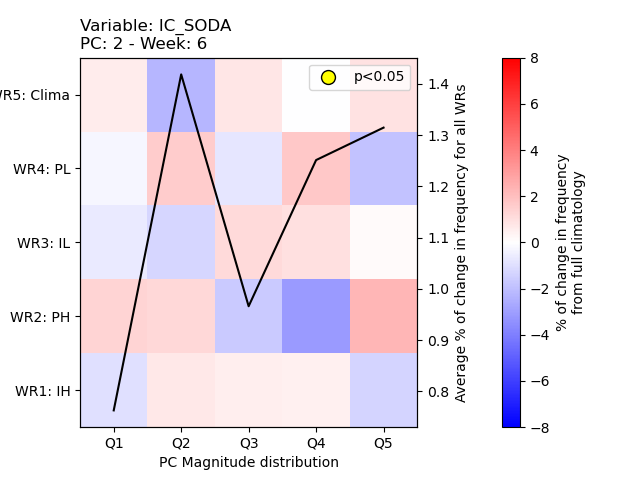 Variable: IC_SODA
PC: 2 - Week: 6
p<0.05
WR5: Clima
WR4: PL
WR3: IL
WR2: PH
WR1: IH
Q1
Q2
Q3
Q4
Q5
PC Magnitude distribution
1.4
1.3
1.2
1.1
1.0
0.9
0.8
Average % of change in frequency for all WRs
8
6
4
2
0
−2
−4
−6
−8
% of change in frequency
from full climatology